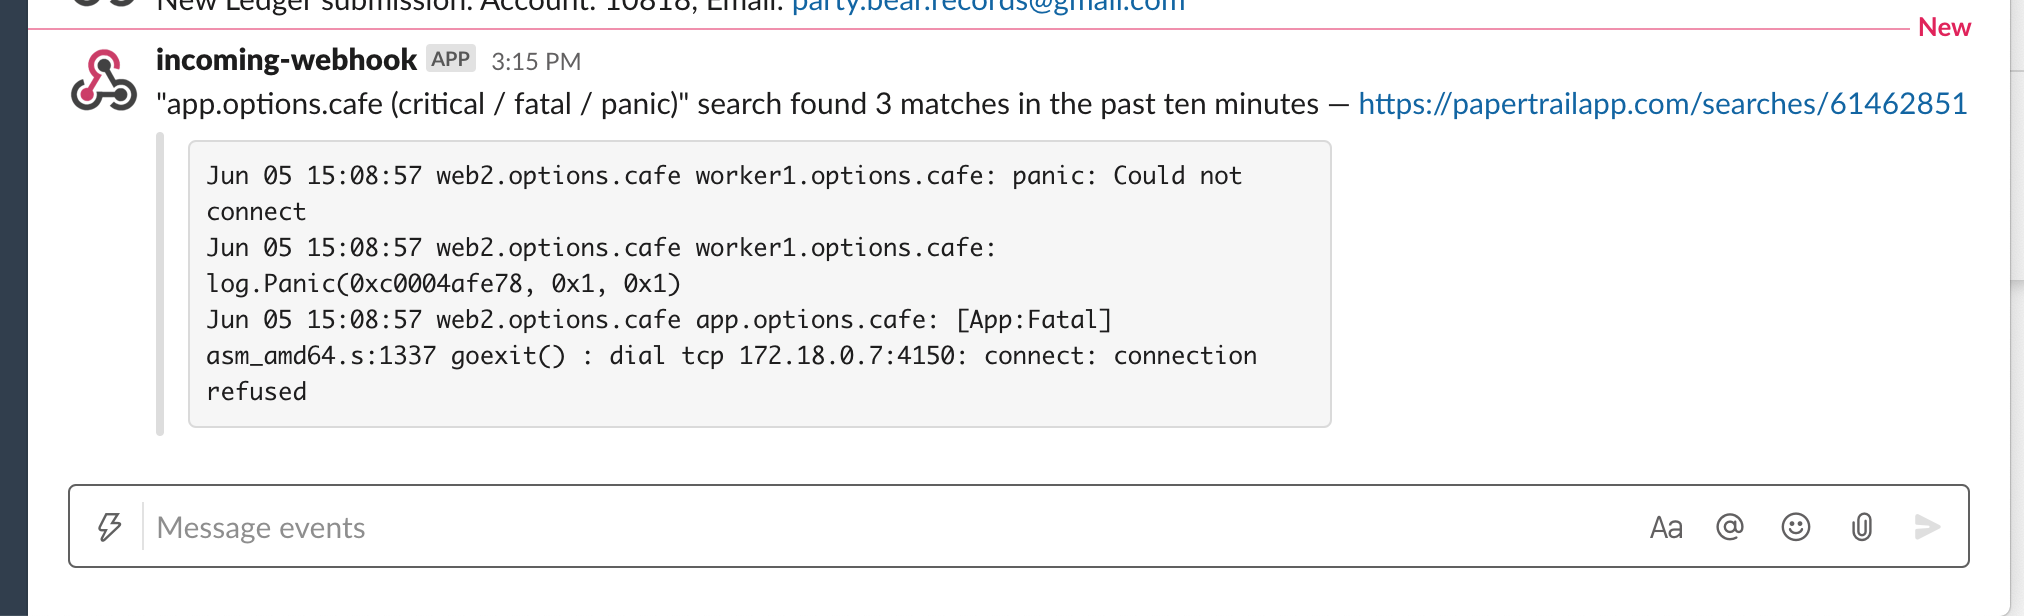 New Ledger submission. Account: 10818, Email: party.bear.records@gmail.com
New
incoming-webhook APP 3:15 PM
"app.options.cafe (critical / fatal / panic)" search found 3 matches in the past ten minutes — https://papertrailapp.com/searches/61462851
Jun 05 15:08:57 web2.options.cafe worker1.options.cafe: panic: Could not
connect
Jun 05 15:08:57 web2.options.cafe worker1.options.cafe:
log.Panic(0xc0004afe78, 0x1, 0x1)
Jun 05 15:08:57 web2.options.cafe app.options.cafe: [App:Fatal]
asm_amd64.s:1337 goexit() : dial tcp 172.18.0.7:4150: connect: connection
refused
Message events
Aa